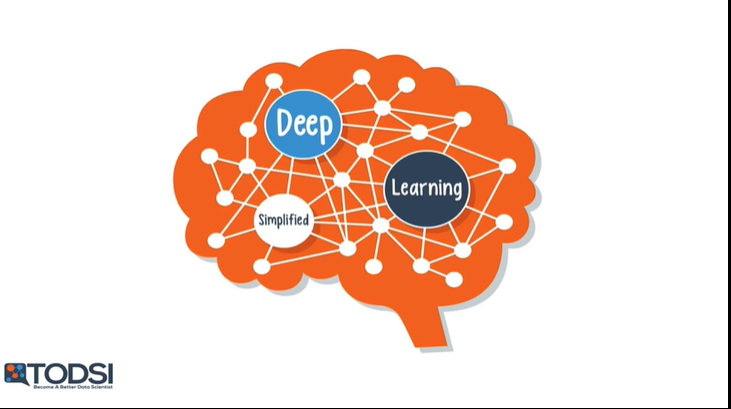 Deep
Learning
Simplified
TODSI
Become A Better Data Scientist